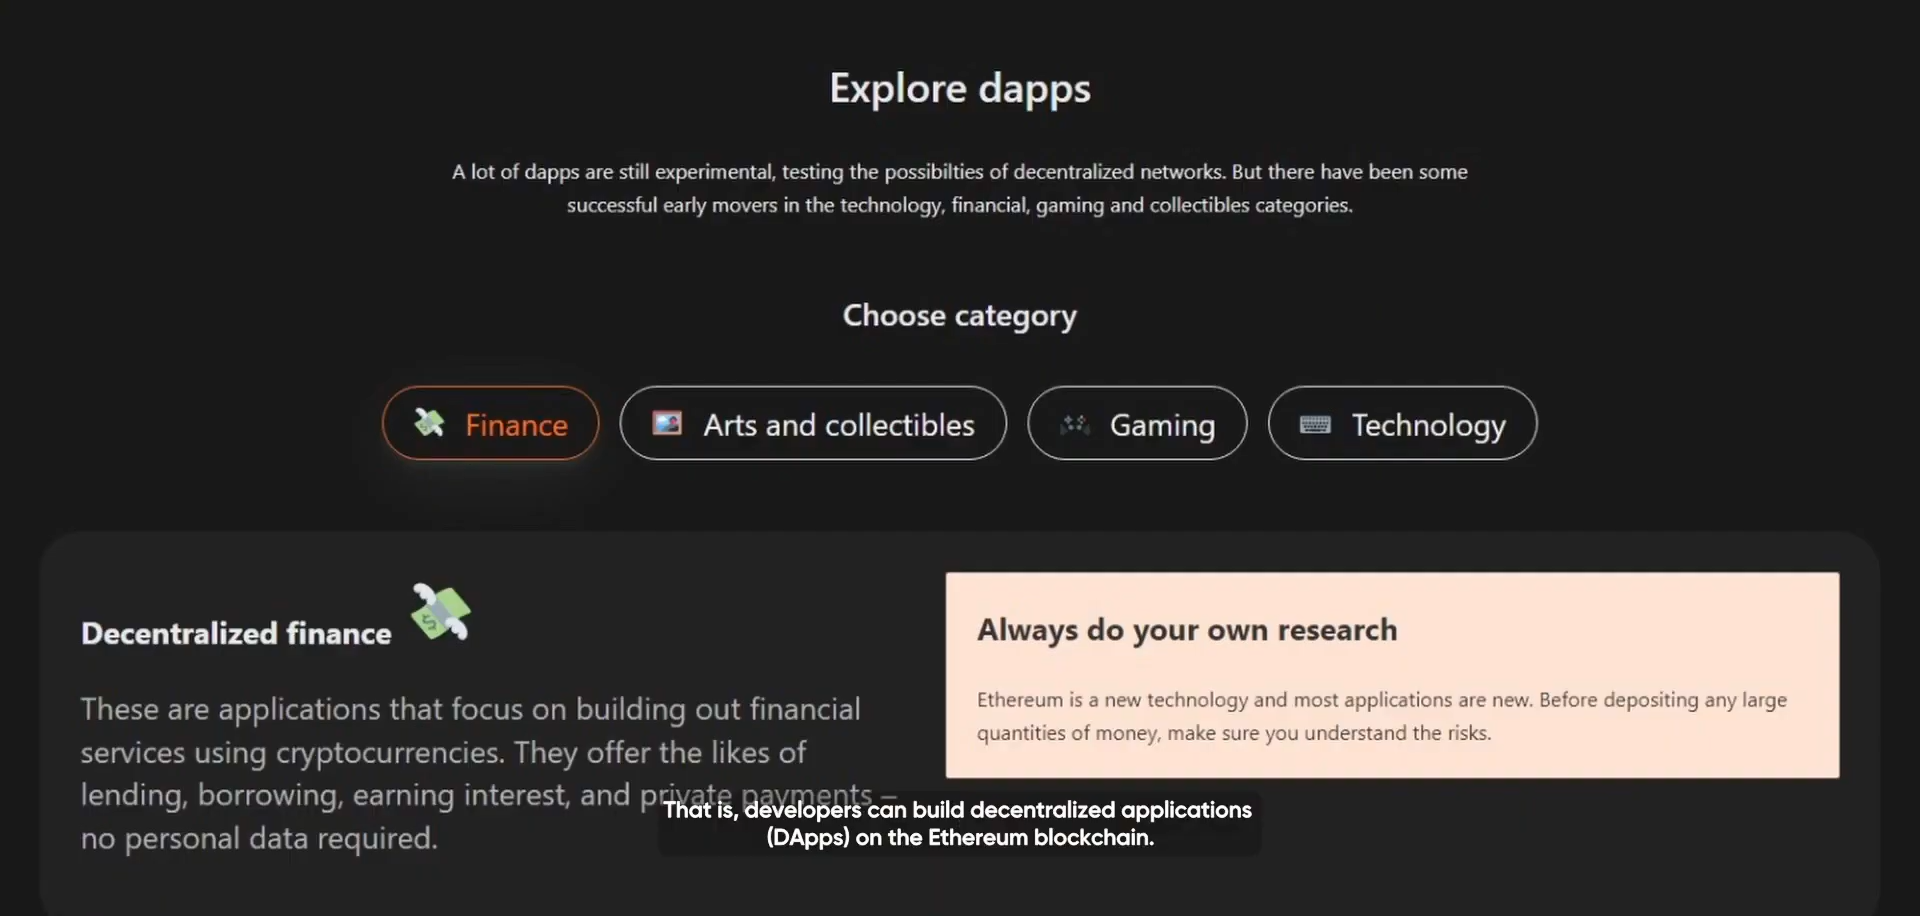 Explore dapps
A lot of dapps are still experimental, testing the possibilties of decentralized networks. But there have been some
successful early movers in the technology, financial, gaming and collectibles categories.
Choose category
Finance
Arts and collectibles
Gaming
Technology
Decentralized finance
These are applications that focus on building out financial
services using cryptocurrencies. They offer the likes of
lending, borrowing, earning interest, and private payments –
no personal data required.
Always do your own research
Ethereum is a new technology and most applications are new. Before depositing any large
quantities of money, make sure you understand the risks.
That is, developers can build decentralized applications
(DApps) on the Ethereum blockchain.